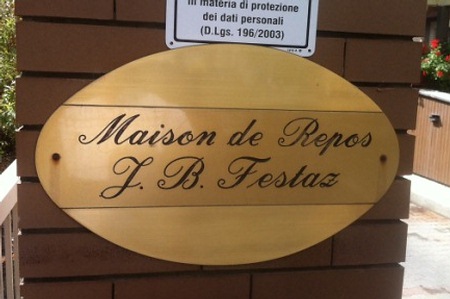 in materia di protezione
dei dati personali
(D.Lgs. 196/2003)
Maison de Repos
J. B. Festaz